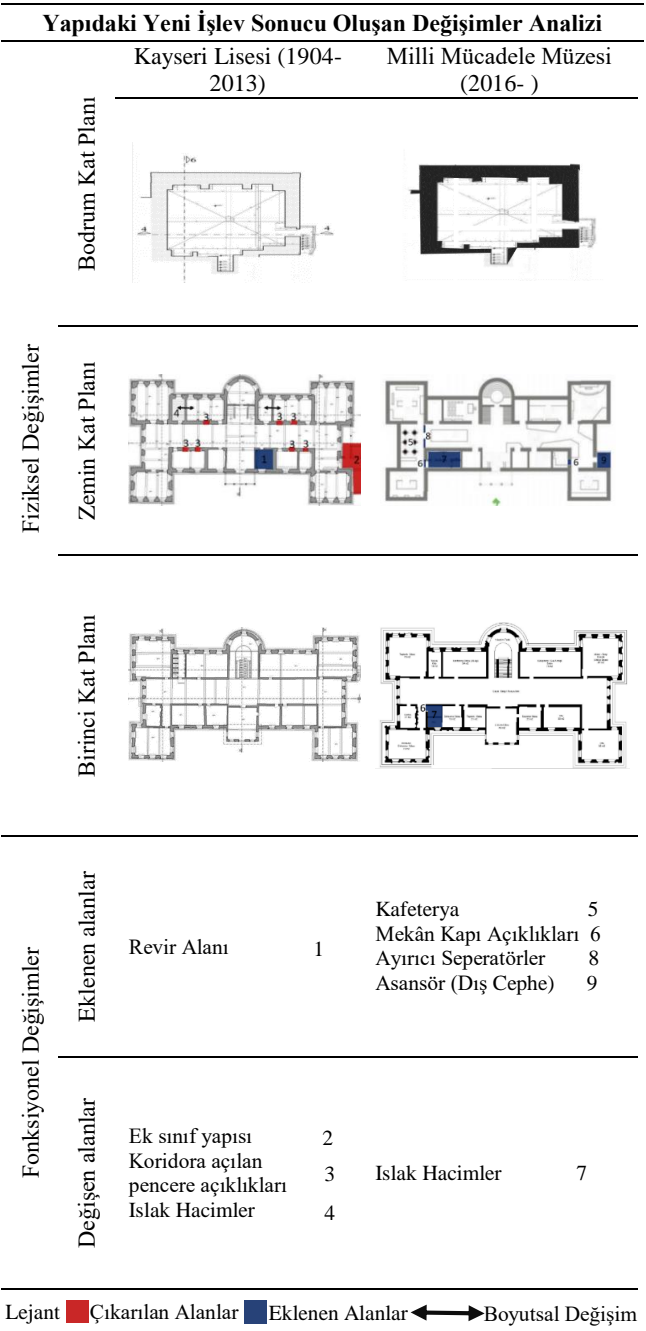 Yapıdaki Yeni İşlev Sonucu Oluşan Değişimler Analizi
Kayseri Lisesi (1904-
2013)
Milli Mücadele Müzesi
(2016- )
Fiziksel Değişimler
Bodrum Kat Planı
6
4
4
Zemin Kat Planı
4
3
3
3
3
3
3
3
1
2
5
8
6
7
6
9
Birinci Kat Planı
6
7
Fonksiyonel Değişimler
Eklenen alanlar
Revir Alanı 1
Kafeterya 5
Mekân Kapı Açıklıkları 6
Ayırıcı Seperatörler 8
Asansör (Dış Cephe) 9
Değişen alanlar
Ek sınıf yapısı 2
Koridora açılan
pencere açıklıkları 3
Islak Hacimler 4
Islak Hacimler 7
Lejant Çıkarılan Alanlar Eklenen Alanlar Boyutsal Değişim